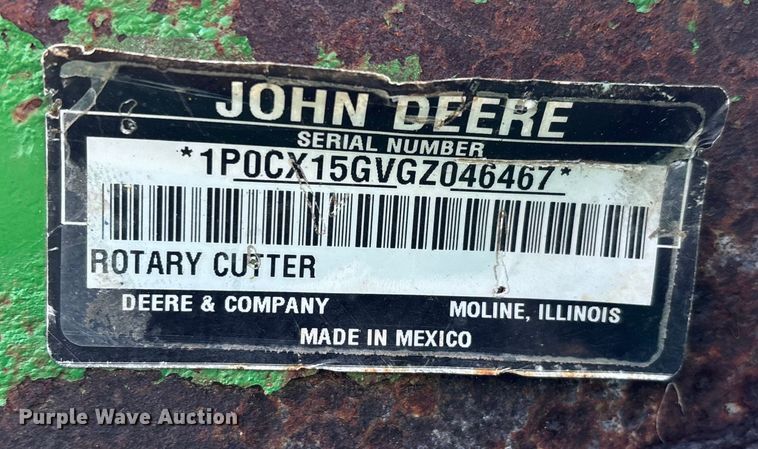 JOHN DEERE
SERIAL NUMBER
*1P0CX15GVGZ046467*
ROTARY CUTTER
DEERE & COMPANY MOLINE, ILLINOIS
MADE IN MEXICO
Purple Wave Auction